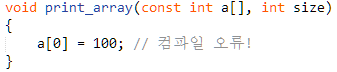 void print_array(const int a[], int size)
{
    a[0] = 100; // 컴파일 오류!
}